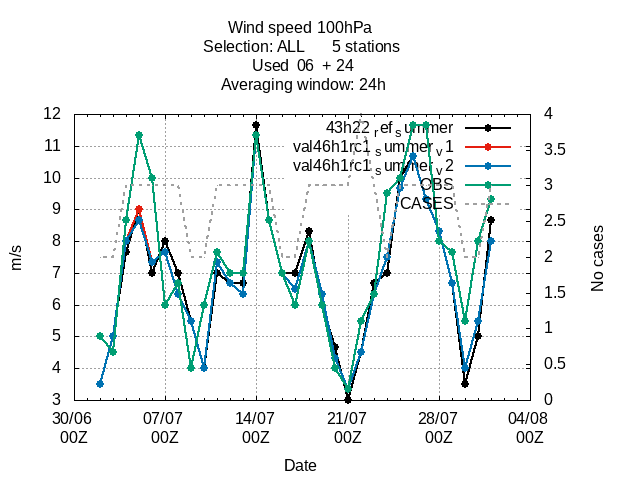 Wind speed 100hPa
Selection: ALL 5 stations
Used 06 + 24
Averaging window: 24h
43h22_ref_summer
val46h1rc1_summer_v1
val46h1rc1_summer_v2
OBS
CASES
12
11
10
9
8
7
6
5
4
3
m/s
4
3.5
3
2.5
2
1.5
1
0.5
0
No cases
30/06 07/07 14/07 21/07 28/07 04/08
00Z 00Z 00Z 00Z 00Z 00Z
Date